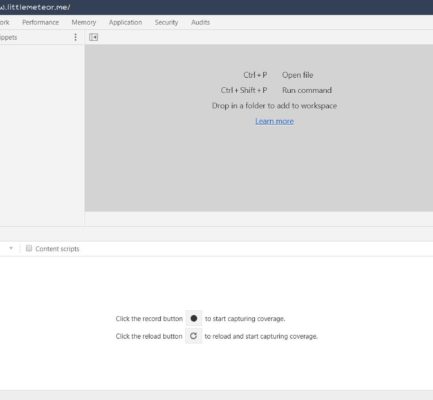 .littlemeteor.me/
Performance Memory Application Security Audits
Ctrl + P Open file
Ctrl + Shift + P Run command
Drop in a folder to add to workspace
Learn more
Content scripts
Click the record button to start capturing coverage.
Click the reload button to reload and start capturing coverage.